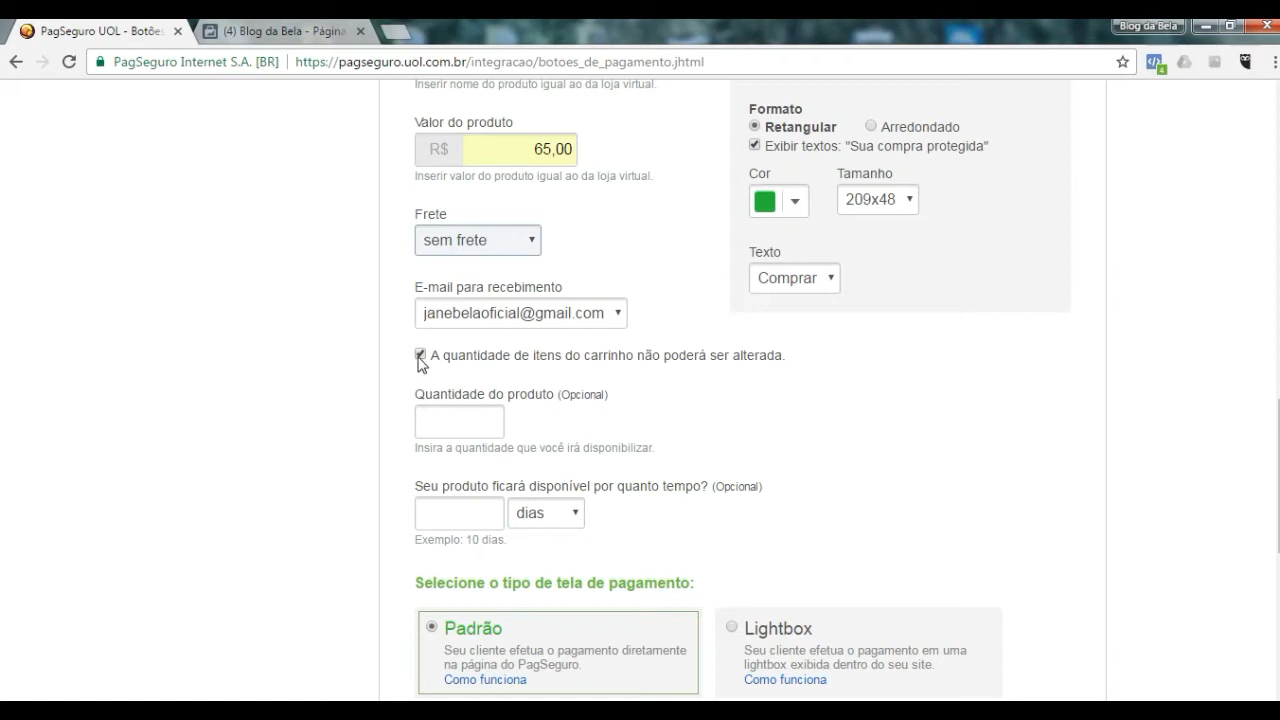 PagSeguro UOL - Botões
(4) Blog da Bela - Página
Blog da Bela
PagSeguro Internet S.A. [BR]
https://pagseguro.uol.com.br/integracao/botoes_de_pagamento.jhtml
4
Inserir nome do produto igual ao da loja virtual.
Valor do produto
R$ 65,00
Inserir valor do produto igual ao da loja virtual.
Frete
sem frete
E-mail para recebimento
janebelaoficial@gmail.com
A quantidade de itens do carrinho não poderá ser alterada.
Quantidade do produto (Opcional)
Insira a quantidade que você irá disponibilizar.
Seu produto ficará disponível por quanto tempo? (Opcional)
dias
Exemplo: 10 dias.
Formato
Retangular Arredondado
Exibir textos: "Sua compra protegida"
Cor Tamanho
209x48
Texto
Comprar
Selecione o tipo de tela de pagamento:
Padrão
Seu cliente efetua o pagamento diretamente
na página do PagSeguro.
Como funciona
Lightbox
Seu cliente efetua o pagamento em uma
lightbox exibida dentro do seu site.
Como funciona